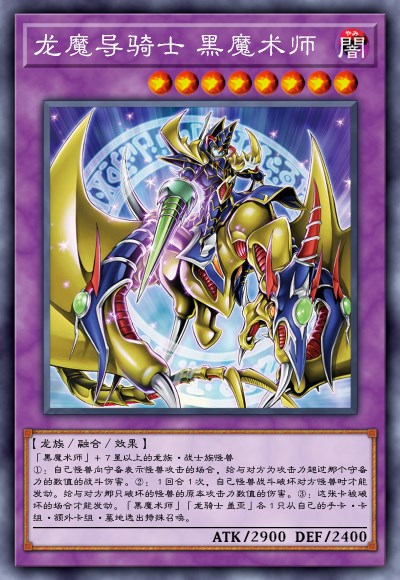 龙魔导骑士 黑魔术师
やみ
闇
【龙族／融合／效果】
「黑魔术师」＋7星以上的龙族・战士族怪兽
①：自己怪兽向守备表示怪兽攻击的场合，给与对方为攻击力超过那个守备
力的数值的战斗伤害。②：1回合1次，自己怪兽战斗破坏对方怪兽时才能
发动。给与对方那只破坏的怪兽的原本攻击力数值的伤害。③：这张卡被破
坏的场合才能发动。「黑魔术师」「龙骑士 盖亚」各1只从自己的手卡・卡
组・额外卡组・墓地选出特殊召唤。
ATK/2900 DEF/2400